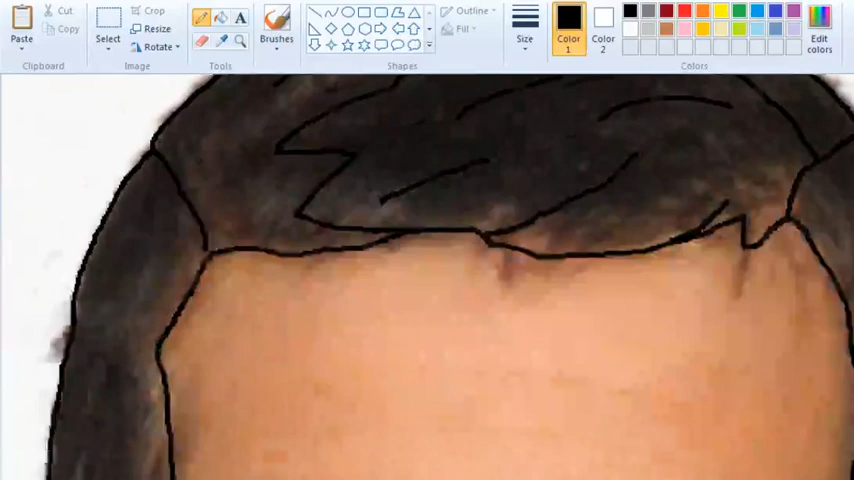 Cut
Copy
Paste
Clipboard
Crop
Resize
Rotate
Select
Image
Tools
Brushes
Outline
Fill
Shapes
Size
Color 1
Color 2
Edit colors
Colors
A